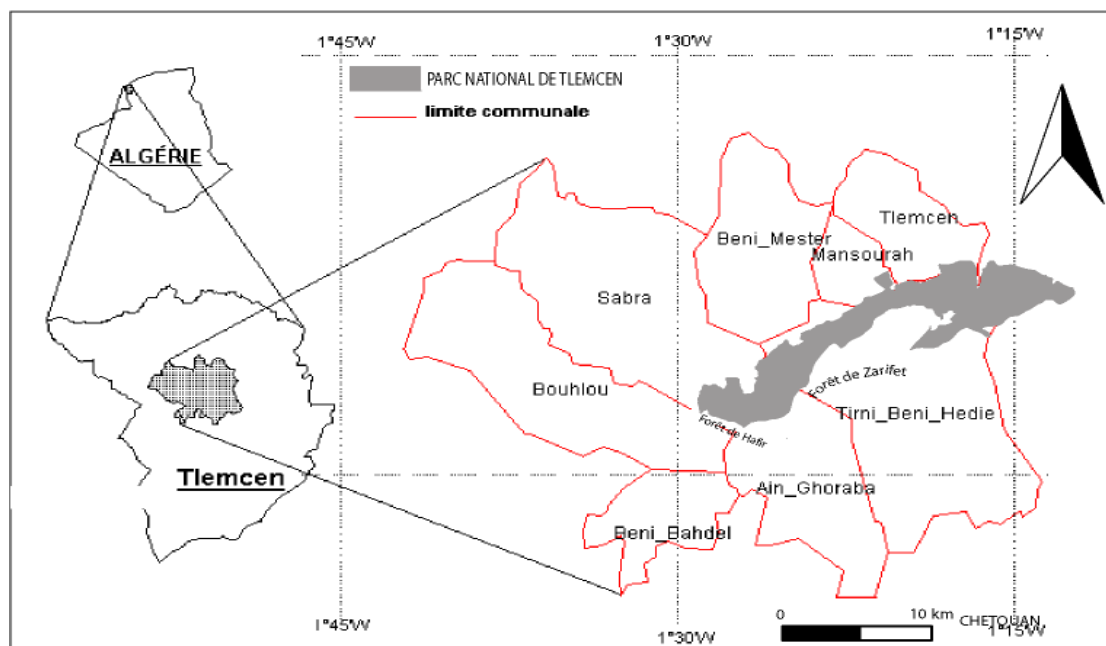 1°45'W
1°30'W
1°15'W
PARC NATIONAL DE TLEMCEN
limite communale
ALGÉRIE
Tlemcen
Beni_Mester
Mansourah
Sabra
Bouhlou
Forêt de Zarifet
Tirni_Beni_Hedie
Forêt de Hafir
Ain_Ghoraba
Tlemcen
Beni_Bahdel
0
10 km
CHETOUAN
1°45'W
1°30'W
1°15'W